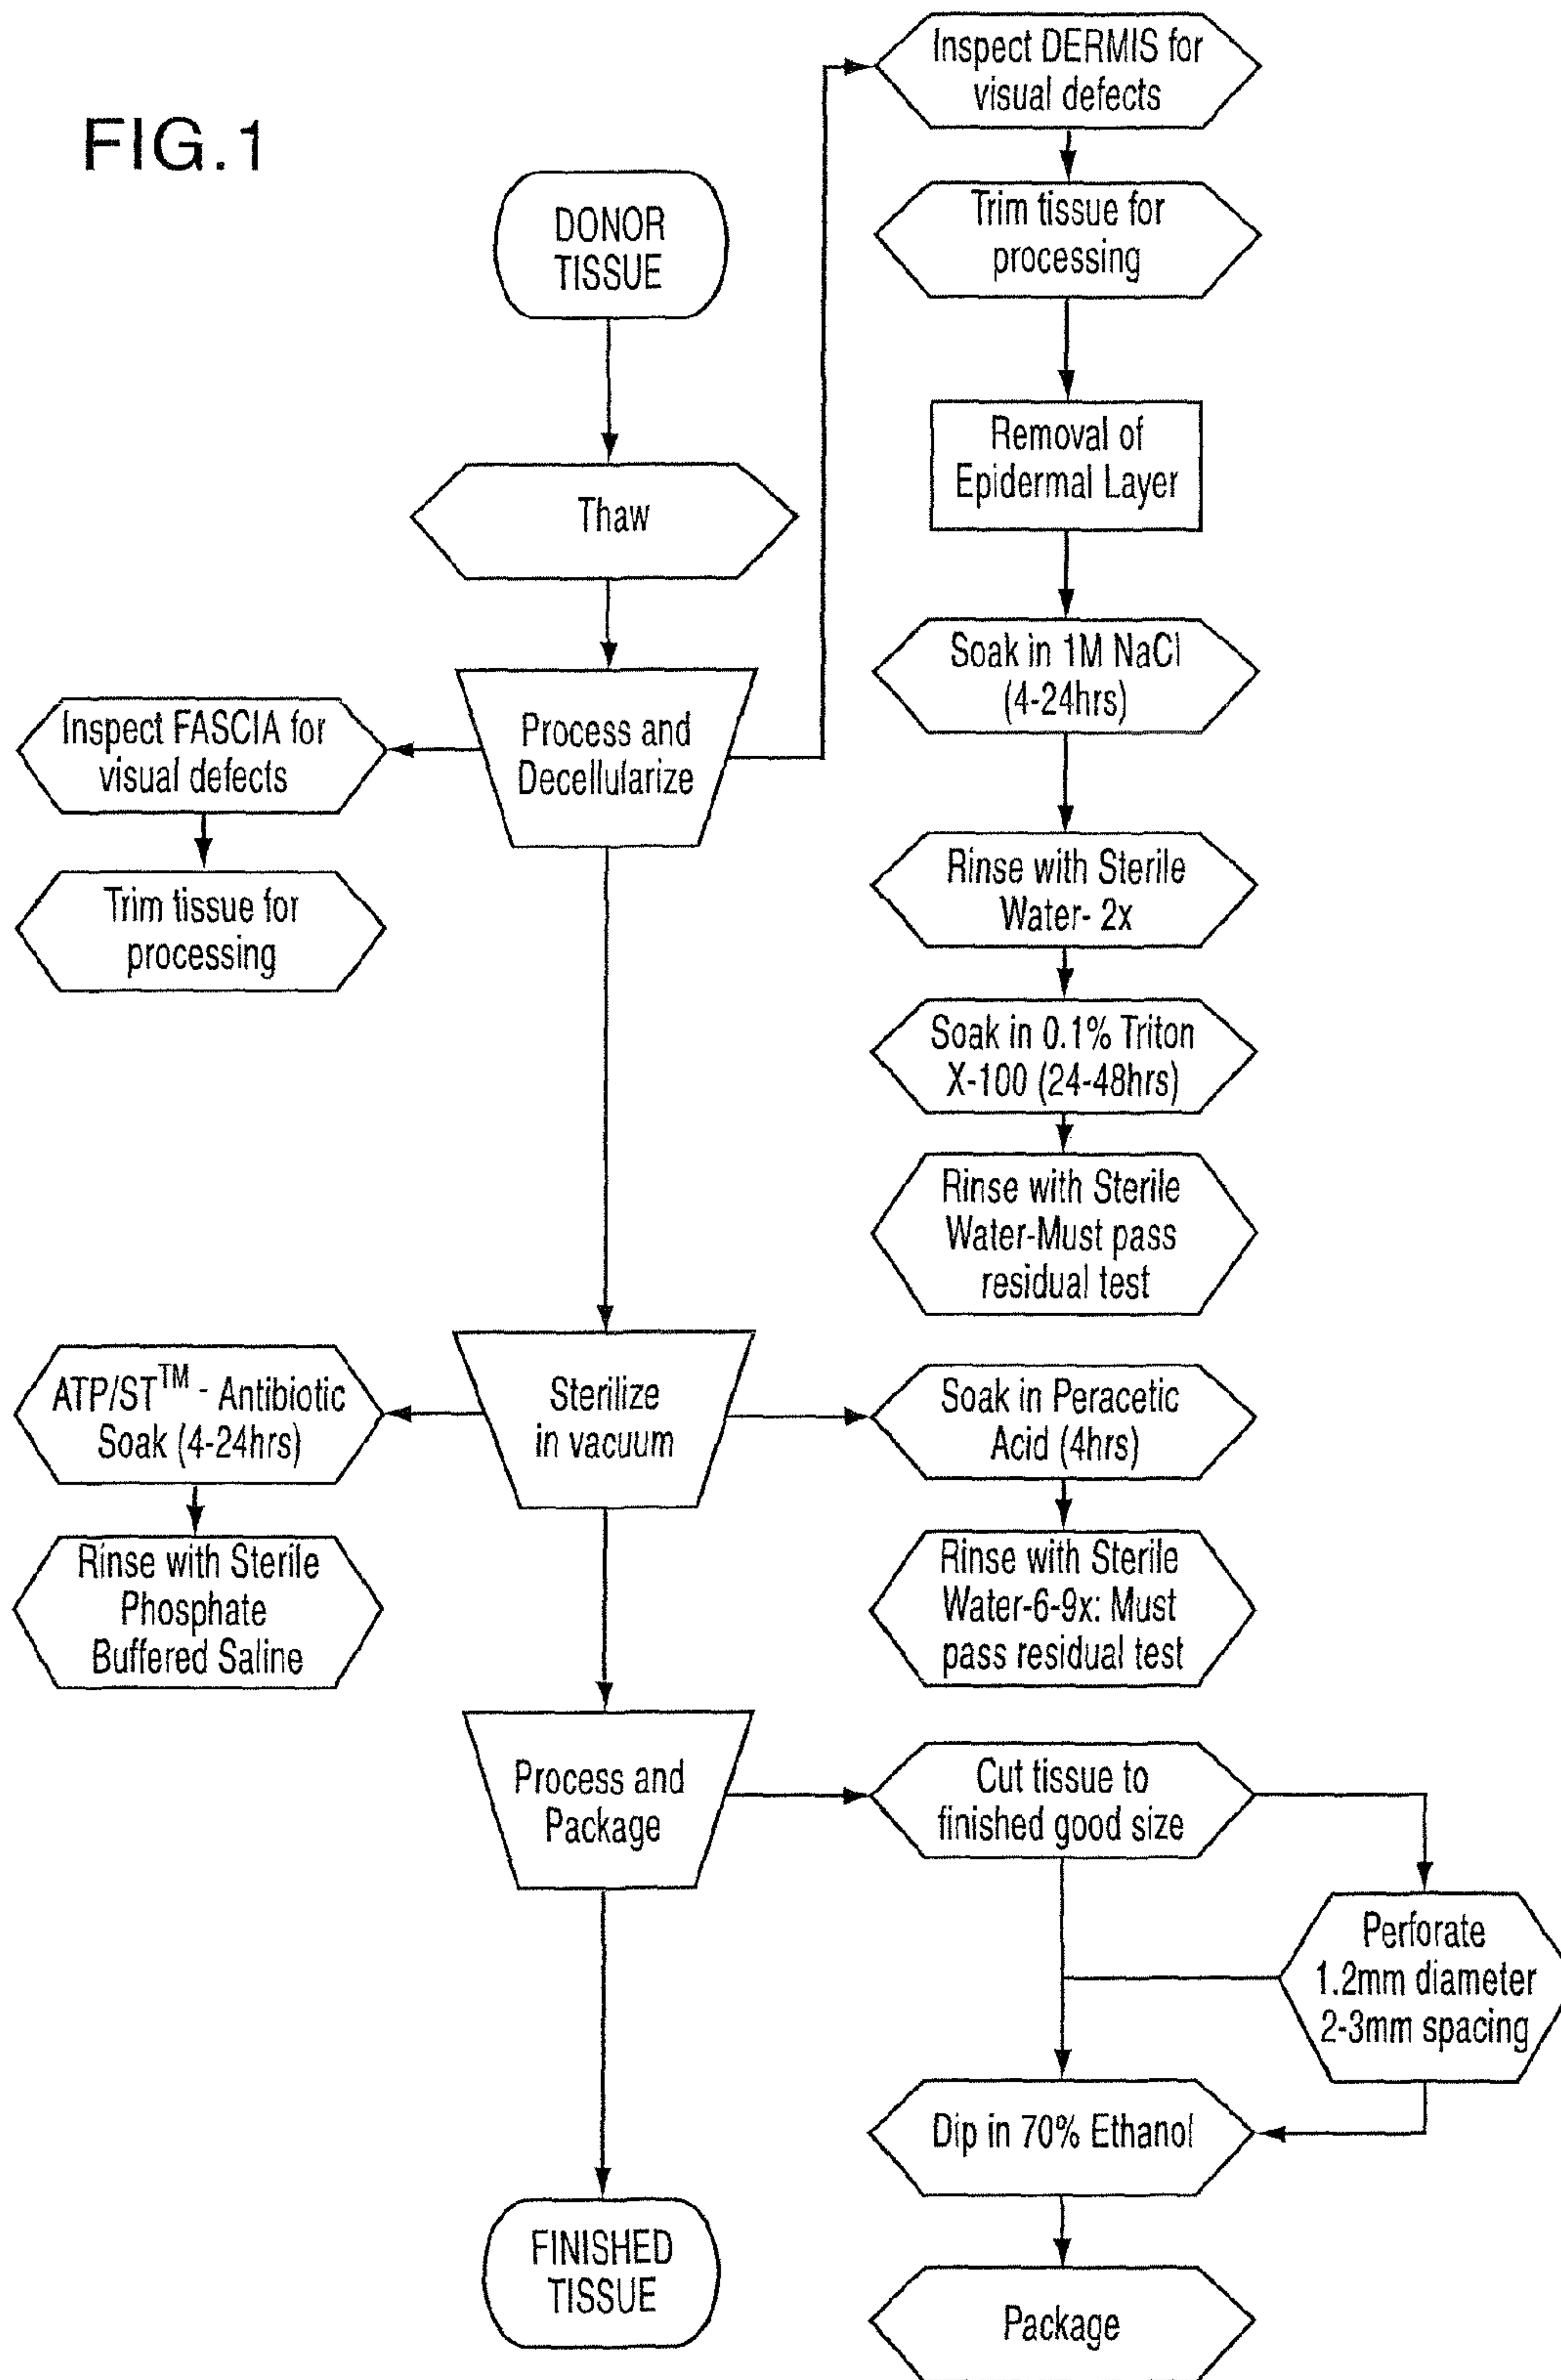 FIG.1
DONOR
TISSUE
Thaw
Process and
Decellularize
Inspect FASCIA for
visual defects
Trim tissue for
processing
Inspect DERMIS for
visual defects
Trim tissue for
processing
Removal of
Epidermal Layer
Soak in 1M NaCl
(4-24hrs)
Rinse with Sterile
Water- 2x
Soak in 0.1% Triton
X-100 (24-48hrs)
Rinse with Sterile
Water-Must pass
residual test
Sterilize
in vacuum
ATP/ST™ - Antibiotic
Soak (4-24hrs)
Rinse with Sterile
Phosphate
Buffered Saline
Soak in Peracetic
Acid (4hrs)
Rinse with Sterile
Water-6-9x: Must
pass residual test
Process and
Package
Cut tissue to
finished good size
Perforate
1.2mm diameter
2-3mm spacing
Dip in 70% Ethanol
Package
FINISHED
TISSUE